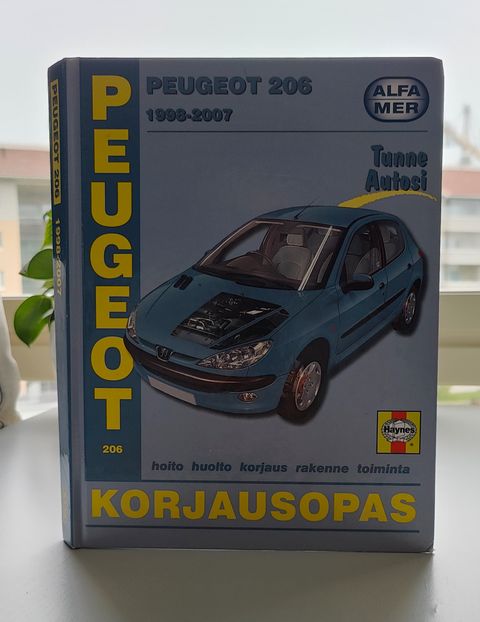 PEUGEOT 206
1998-2007
ALFA
MER
Tunne
Autosi
PEUGEOT
206
Haynes
hoito huolto korjaus rakenne toiminta
KORJAUSOPAS
PEUGEOT 206 1998-2007